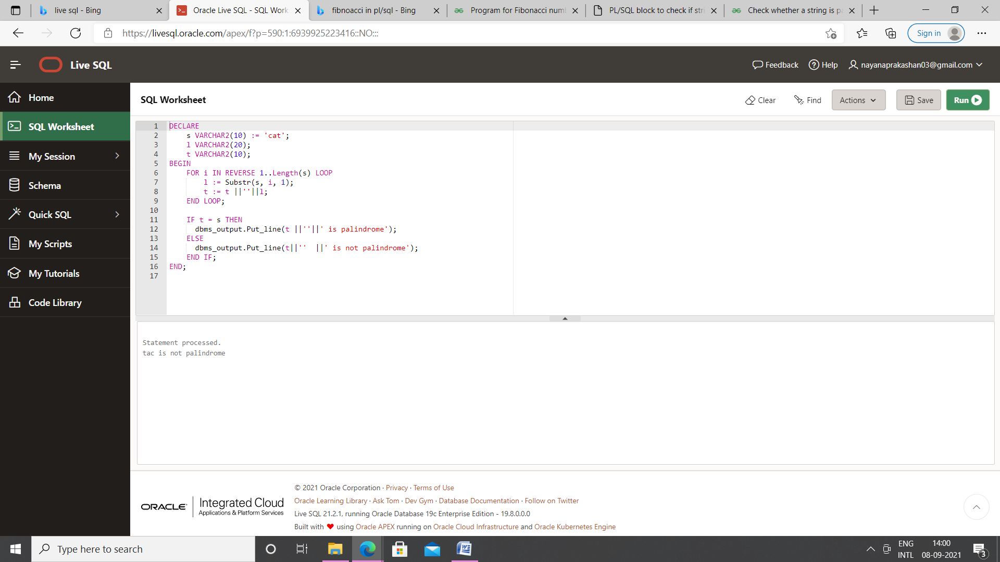 live sql - Bing
Oracle Live SQL - SQL Work
fibnoacci in pl/sql - Bing
Program for Fibonacci num
PL/SQL block to check if str
Check whether a string is pa
https://livesql.oracle.com/apex/f?p=590:1:6939925223416::NO:::
Sign in
Live SQL
Feedback
Help
nayanaprakashan03@gmail.com
Home
SQL Worksheet
My Session
Schema
Quick SQL
My Scripts
My Tutorials
Code Library
SQL Worksheet
Clear
Find
Actions
Save
Run
1 DECLARE
2     s VARCHAR2(10) := 'cat';
3     l VARCHAR2(20);
4     t VARCHAR2(10);
5 BEGIN
6     FOR i IN REVERSE 1..Length(s) LOOP
7         l := Substr(s, i, 1);
8         t := t ||''||l;
9     END LOOP;
10
11     IF t = s THEN
12       dbms_output.Put_line(t ||''||' is palindrome');
13     ELSE
14       dbms_output.Put_line(t||''  ||' is not palindrome');
15     END IF;
16 END;
17
Statement processed.
tac is not palindrome
ORACLE
Integrated Cloud
Applications & Platform Services
© 2021 Oracle Corporation · Privacy · Terms of Use
Oracle Learning Library · Ask Tom · Dev Gym · Database Documentation · Follow on Twitter
Live SQL 21.2.1, running Oracle Database 19c Enterprise Edition - 19.8.0.0.0
Built with ❤ using Oracle APEX running on Oracle Cloud Infrastructure and Oracle Kubernetes Engine
Type here to search
ENG
INTL
14:00
08-09-2021
3